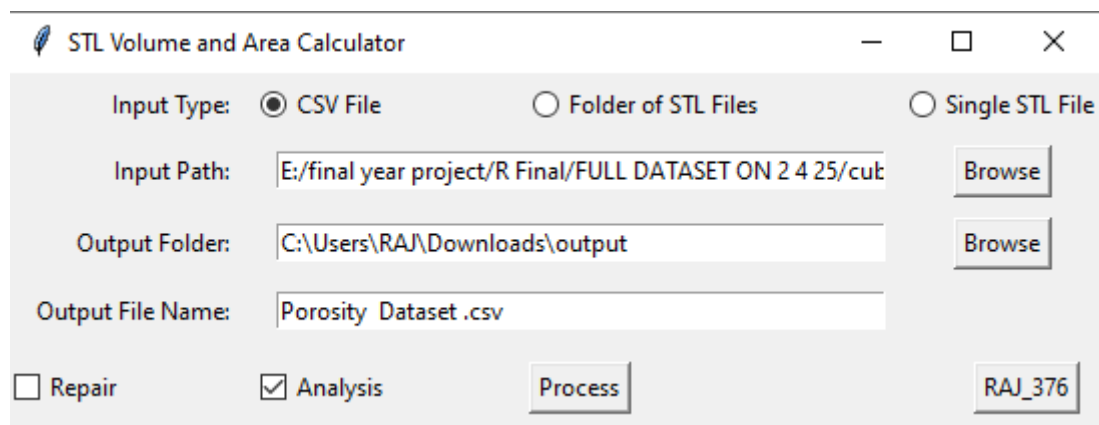 STL Volume and Area Calculator
Input Type: CSV File Folder of STL Files Single STL File
Input Path: E:/final year project/R Final/FULL DATASET ON 2 4 25/cub Browse
Output Folder: C:\Users\RAJ\Downloads\output Browse
Output File Name: Porosity  Dataset .csv
Repair Analysis Process RAJ_376